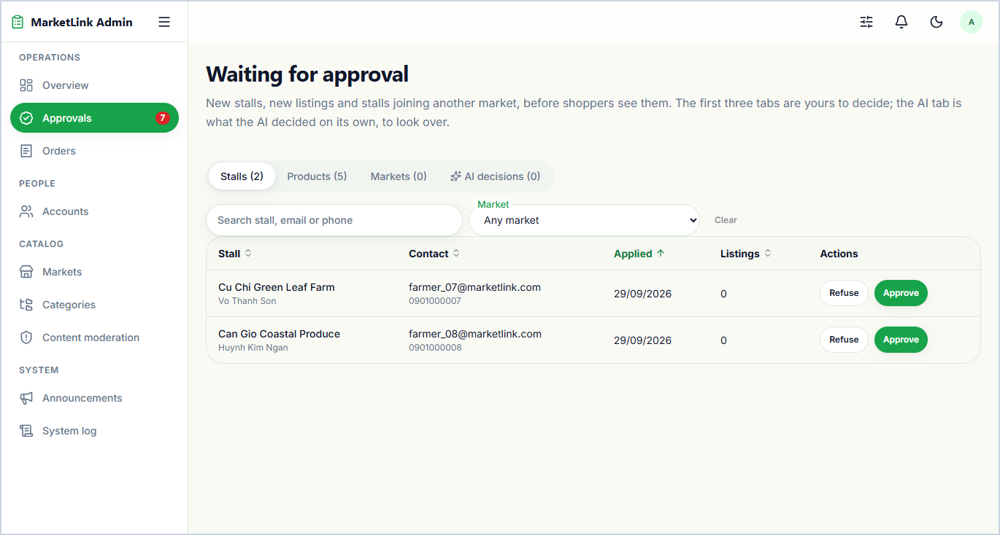 MarketLink Admin
A
OPERATIONS
Overview
Approvals 7
Orders
PEOPLE
Accounts
CATALOG
Markets
Categories
Content moderation
SYSTEM
Announcements
System log
Waiting for approval
New stalls, new listings and stalls joining another market, before shoppers see them. The first three tabs are yours to decide; the AI tab is
what the AI decided on its own, to look over.
Stalls (2) Products (5) Markets (0) AI decisions (0)
Market
Search stall, email or phone Any market Clear
Stall Contact Applied Listings Actions
Cu Chi Green Leaf Farm farmer_07@marketlink.com 29/09/2026 0 Refuse Approve
Vo Thanh Son 0901000007
Can Gio Coastal Produce farmer_08@marketlink.com 29/09/2026 0 Refuse Approve
Huynh Kim Ngan 0901000008